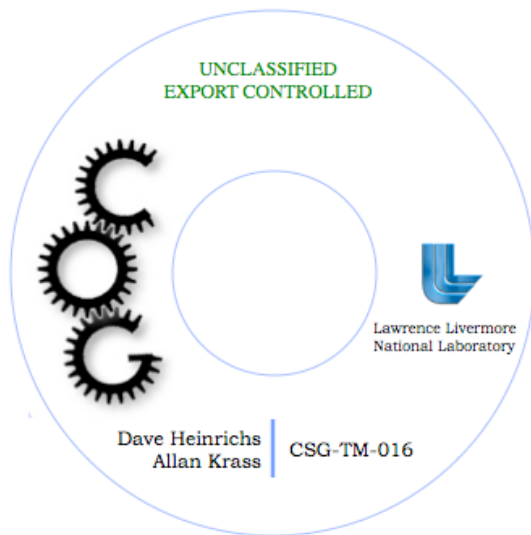 UNCLASSIFIED
EXPORT CONTROLLED
COG
Lawrence Livermore
National Laboratory
Dave Heinrichs
Allan Krass
CSG-TM-016